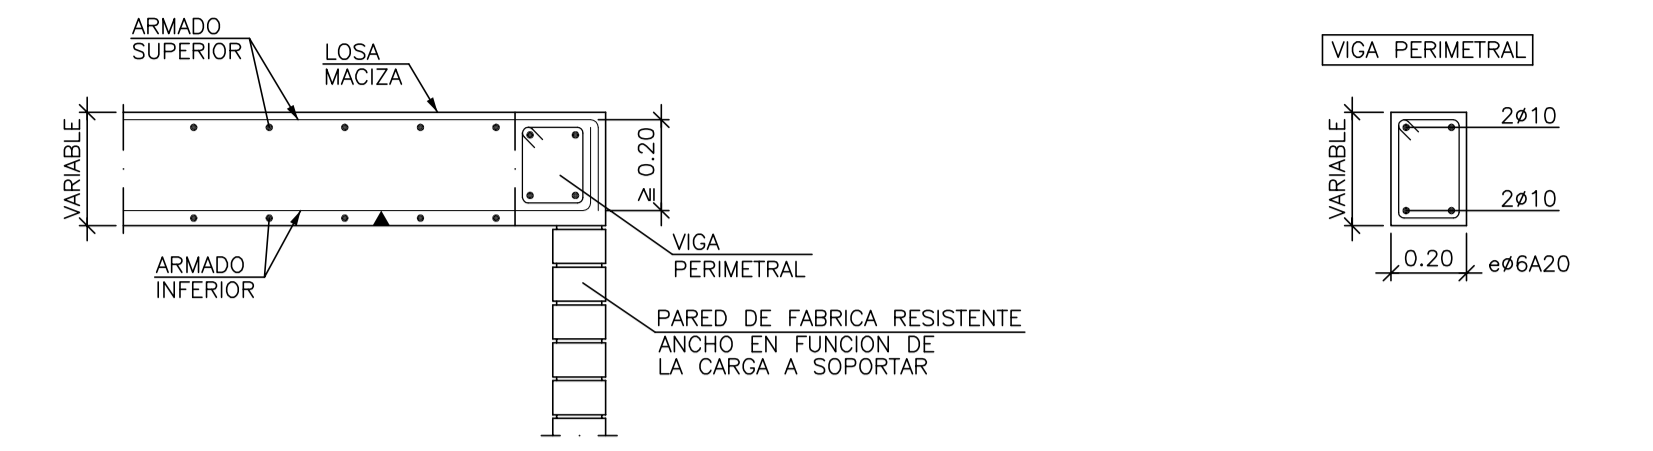 ARMADO
SUPERIOR
LOSA
MACIZA
VARIABLE
≥ 0.20
ARMADO
INFERIOR
VIGA
PERIMETRAL
PARED DE FABRICA RESISTENTE
ANCHO EN FUNCION DE
LA CARGA A SOPORTAR
VIGA PERIMETRAL
VARIABLE
2ø10
2ø10
0.20
eø6A20